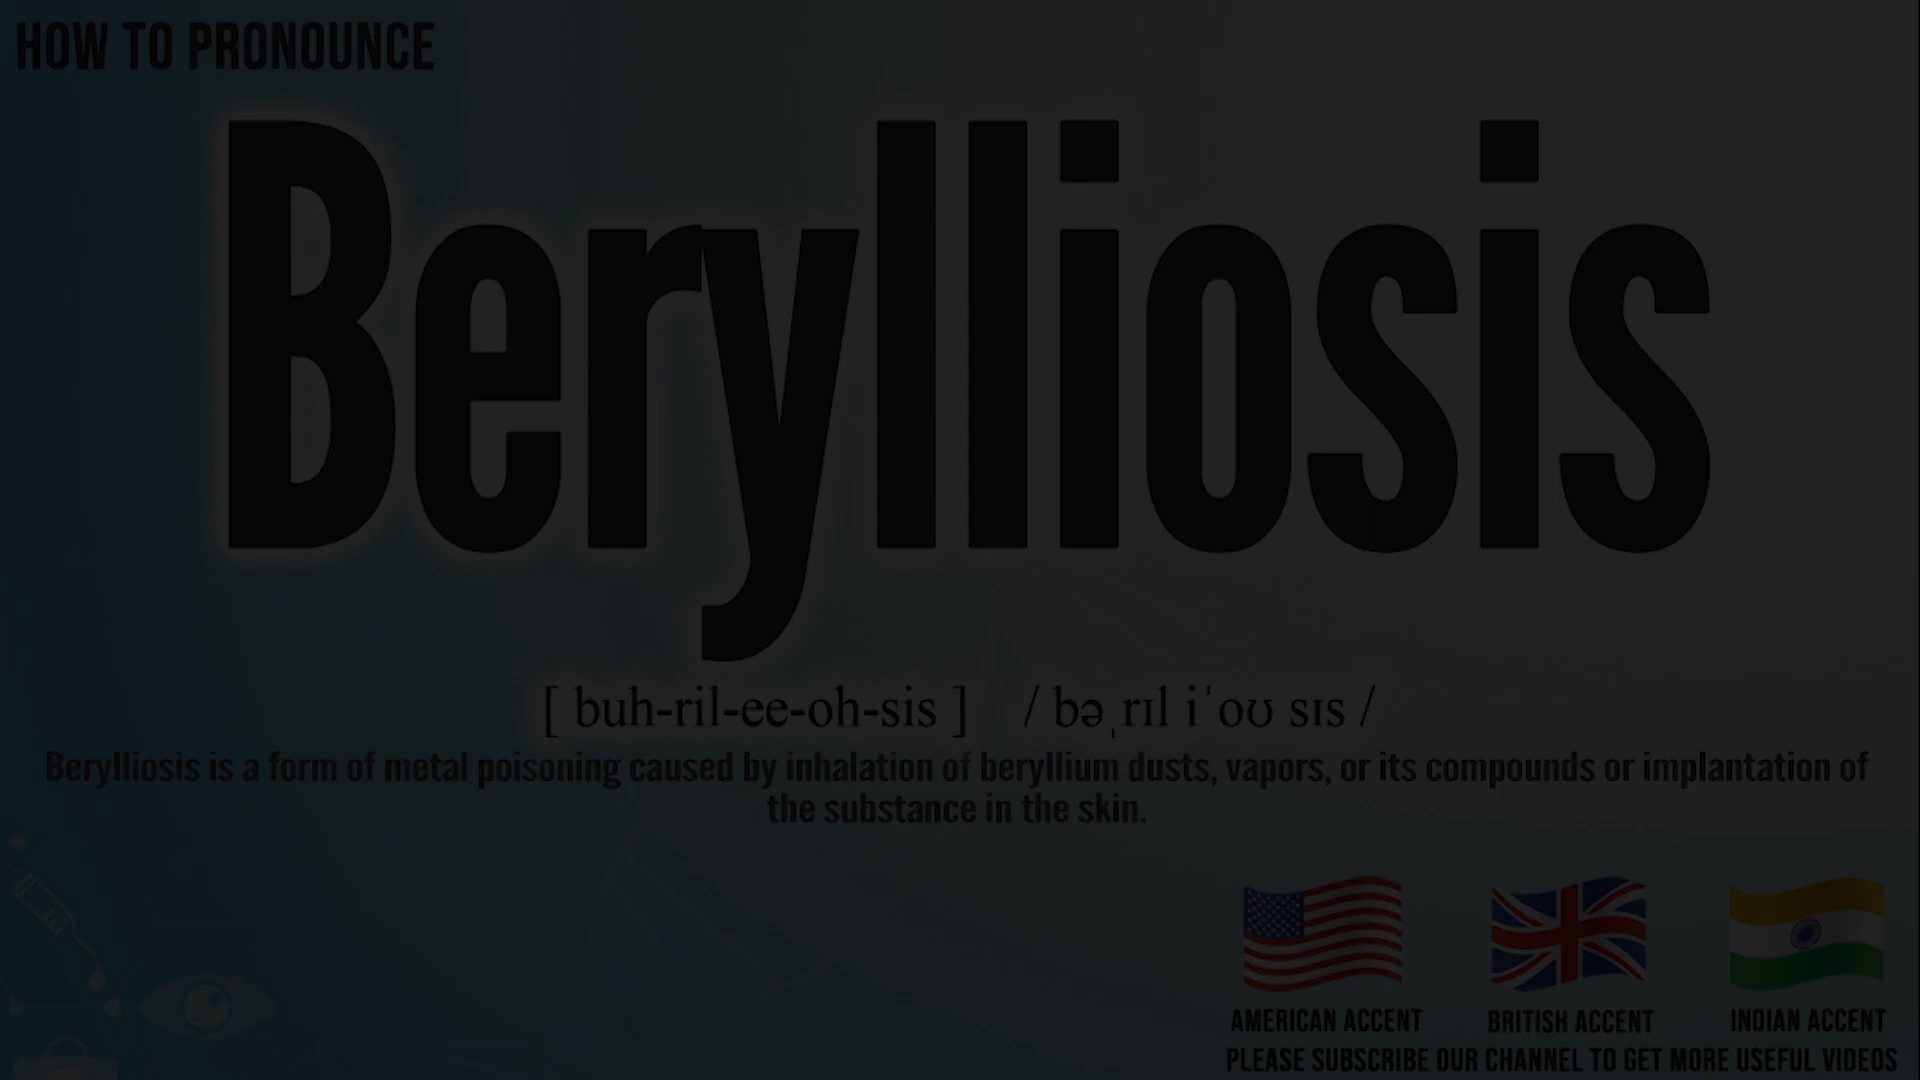 HOW TO PRONOUNCE
Berylliosis
[ buh-ril-ee-oh-sis ] / bəˌrɪl iˈoʊ sɪs /
Berylliosis is a form of metal poisoning caused by inhalation of beryllium dusts, vapors, or its compounds or implantation of
the substance in the skin.
AMERICAN ACCENT BRITISH ACCENT INDIAN ACCENT
PLEASE SUBSCRIBE OUR CHANNEL TO GET MORE USEFUL VIDEOS